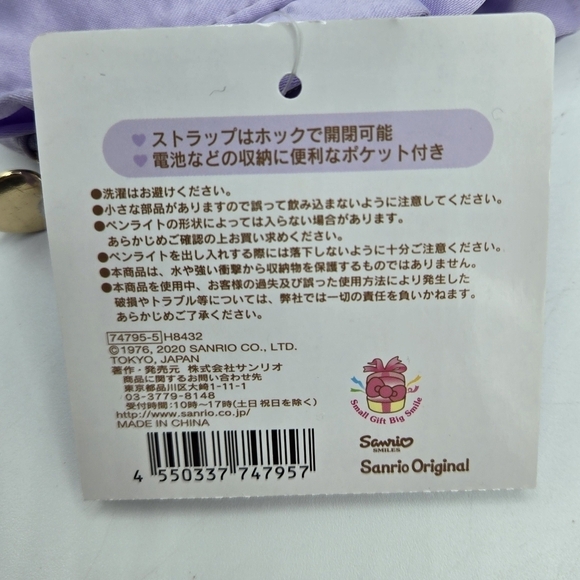 ♥ストラップはホックで開閉可能
♥電池などの収納に便利なポケット付き
●洗濯はお避けください。
●小さな部品がありますので誤って飲み込まないように注意してください。
●ペンライトの形状によっては入らない場合があります。
あらかじめご確認の上お買い求めください。
●ペンライトを出し入れする際には落下しないように十分ご注意ください。
●本商品は、水や強い衝撃から収納物を保護するものではありません。
●本商品を使用中、お客様の過失及び誤った使用方法により発生した
破損やトラブル等については、弊社では一切の責任を負いかねます。
あらかじめご了承ください。
74795-5 H8432
©1976, 2020 SANRIO CO., LTD.
TOKYO, JAPAN
著作・発売元 株式会社サンリオ
商品に関するお問い合わせ先
東京都品川区大崎1-11-1
03-3779-8148
受付時間:10時~17時(土日祝日を除く)
http://www.sanrio.co.jp/
MADE IN CHINA
4 550337 747957
Small Gift Big Smile
Sanrio
SMILES
Sanrio Original